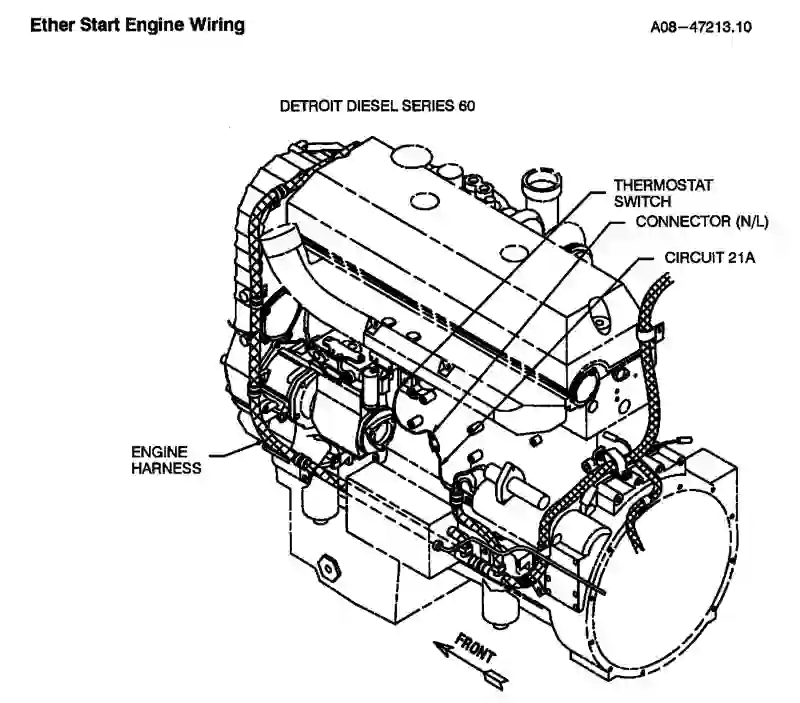 Ether Start Engine Wiring
A08-47213.10
DETROIT DIESEL SERIES 60
THERMOSTAT
SWITCH
CONNECTOR (N/L)
CIRCUIT 21A
ENGINE
HARNESS
FRONT